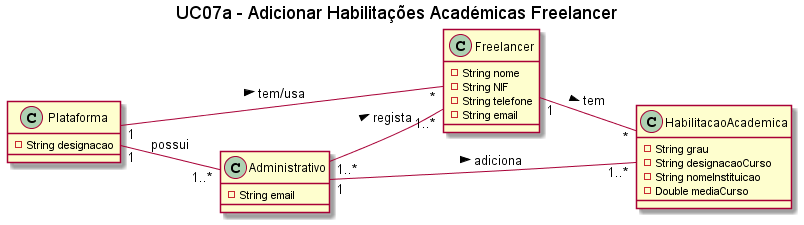 UC07a - Adicionar Habilitações Académicas Freelancer
C Plataforma
String designacao
C Administrativo
String email
C Freelancer
String nome
String NIF
String telefone
String email
C HabilitacaoAcademica
String grau
String designacaoCurso
String nomeInstituicao
Double mediaCurso
tem/usa
1
*
possui
1
1..*
regista
1..*
1..*
tem
1
*
adiciona
1
1..*